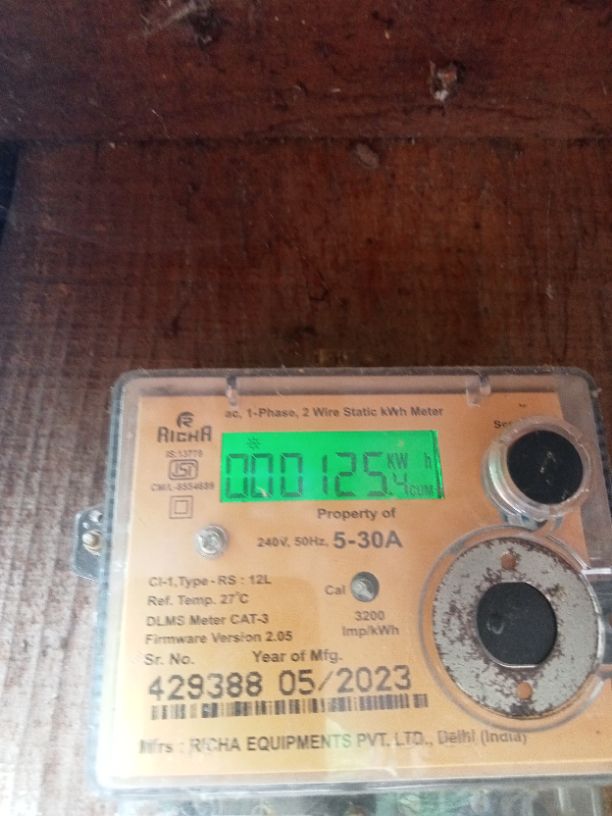 ac, 1-Phase, 2 Wire Static kWh Meter
RICHA
IS:13779
ISI
CM/L-8554689
000125.4 KW h CUM
Property of
240V, 50Hz, 5-30A
Cl-1,Type - RS : 12L
Ref. Temp. 27°C
DLMS Meter CAT-3
Firmware Version 2.05
Cal
3200
Imp/kWh
Sr. No. Year of Mfg.
429388 05/2023
Mfrs : RICHA EQUIPMENTS PVT. LTD., Delhi (India)